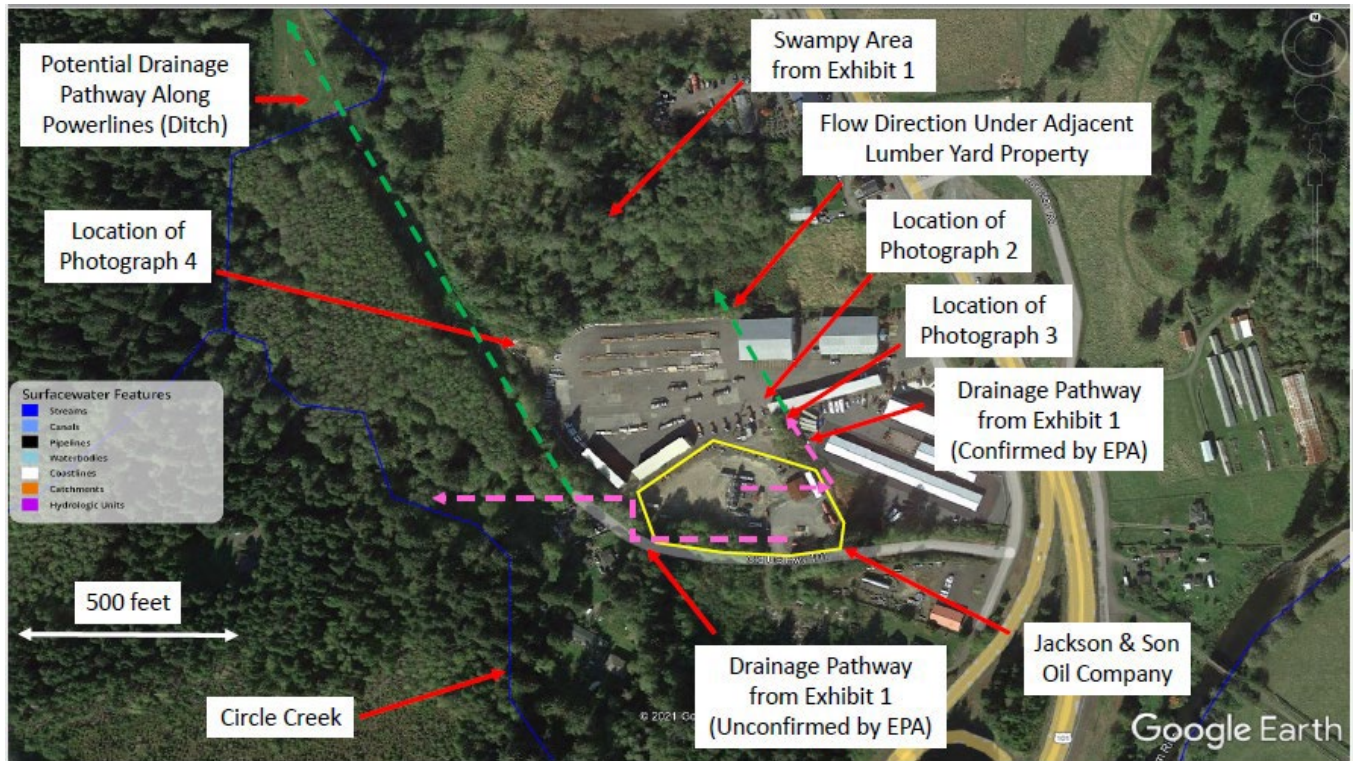 Potential Drainage
Pathway Along
Powerlines (Ditch)
Swampy Area
from Exhibit 1
Flow Direction Under Adjacent
Lumber Yard Property
Location of
Photograph 4
Location of
Photograph 2
Location of
Photograph 3
Drainage Pathway
from Exhibit 1
(Confirmed by EPA)
Surfacewater Features
Streams
Canals
Pipelines
Waterbodies
Coastlines
Catchments
Hydrologic Units
500 feet
Circle Creek
Drainage Pathway
from Exhibit 1
(Unconfirmed by EPA)
Jackson & Son
Oil Company
© 2021
Google Earth
101
N